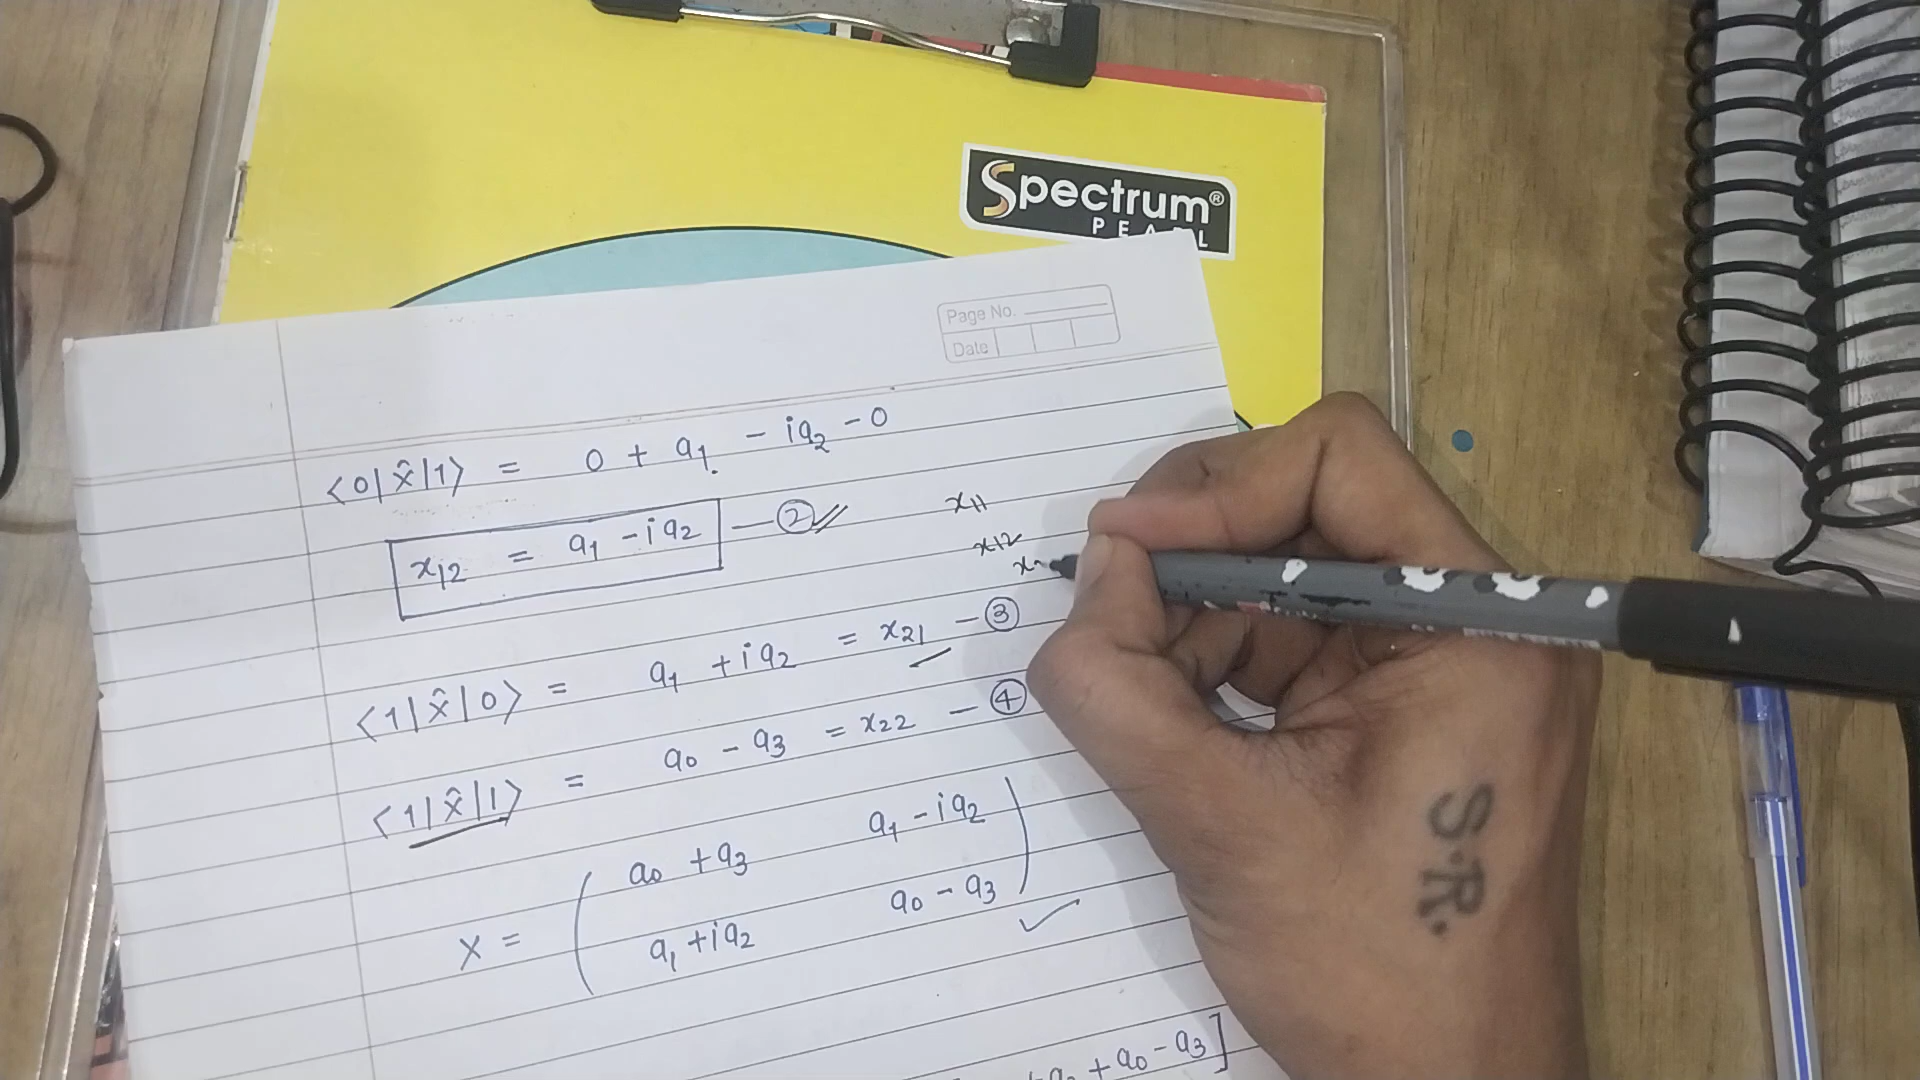 Spectrum®
PEARL
Page No.
Date
<0|x̂|1> = 0 + a1 - ia2 - 0
x12 = a1 - ia2 — ②
x11
x12
<1|x̂|0> = a1 + ia2 = x21 — ③
<1|x̂|1> = a0 - a3 = x22 — ④
X = ( a0 + a3 a1 - ia2
a1 + ia2 a0 - a3 )
+ a0 - a3]
S.R.